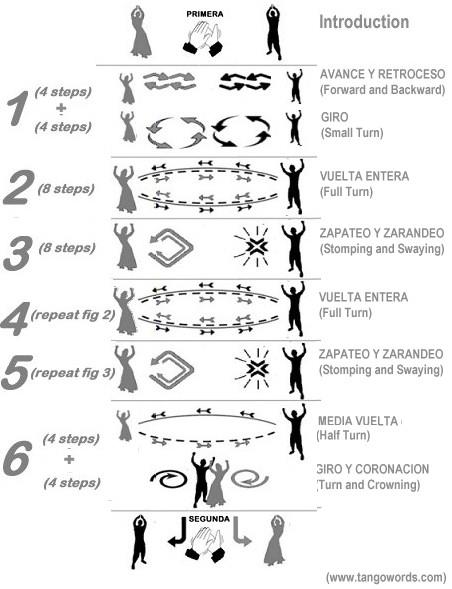 PRIMERA
Introduction
1
(4 steps)
+
(4 steps)
AVANCE Y RETROCESO
(Forward and Backward)
GIRO
(Small Turn)
2
(8 steps)
VUELTA ENTERA
(Full Turn)
3
(8 steps)
ZAPATEO Y ZARANDEO
(Stomping and Swaying)
4
(repeat fig 2)
VUELTA ENTERA
(Full Turn)
5
(repeat fig 3)
ZAPATEO Y ZARANDEO
(Stomping and Swaying)
6
(4 steps)
+
(4 steps)
MEDIA VUELTA
(Half Turn)
GIRO Y CORONACION
(Turn and Crowning)
SEGUNDA
(www.tangowords.com)